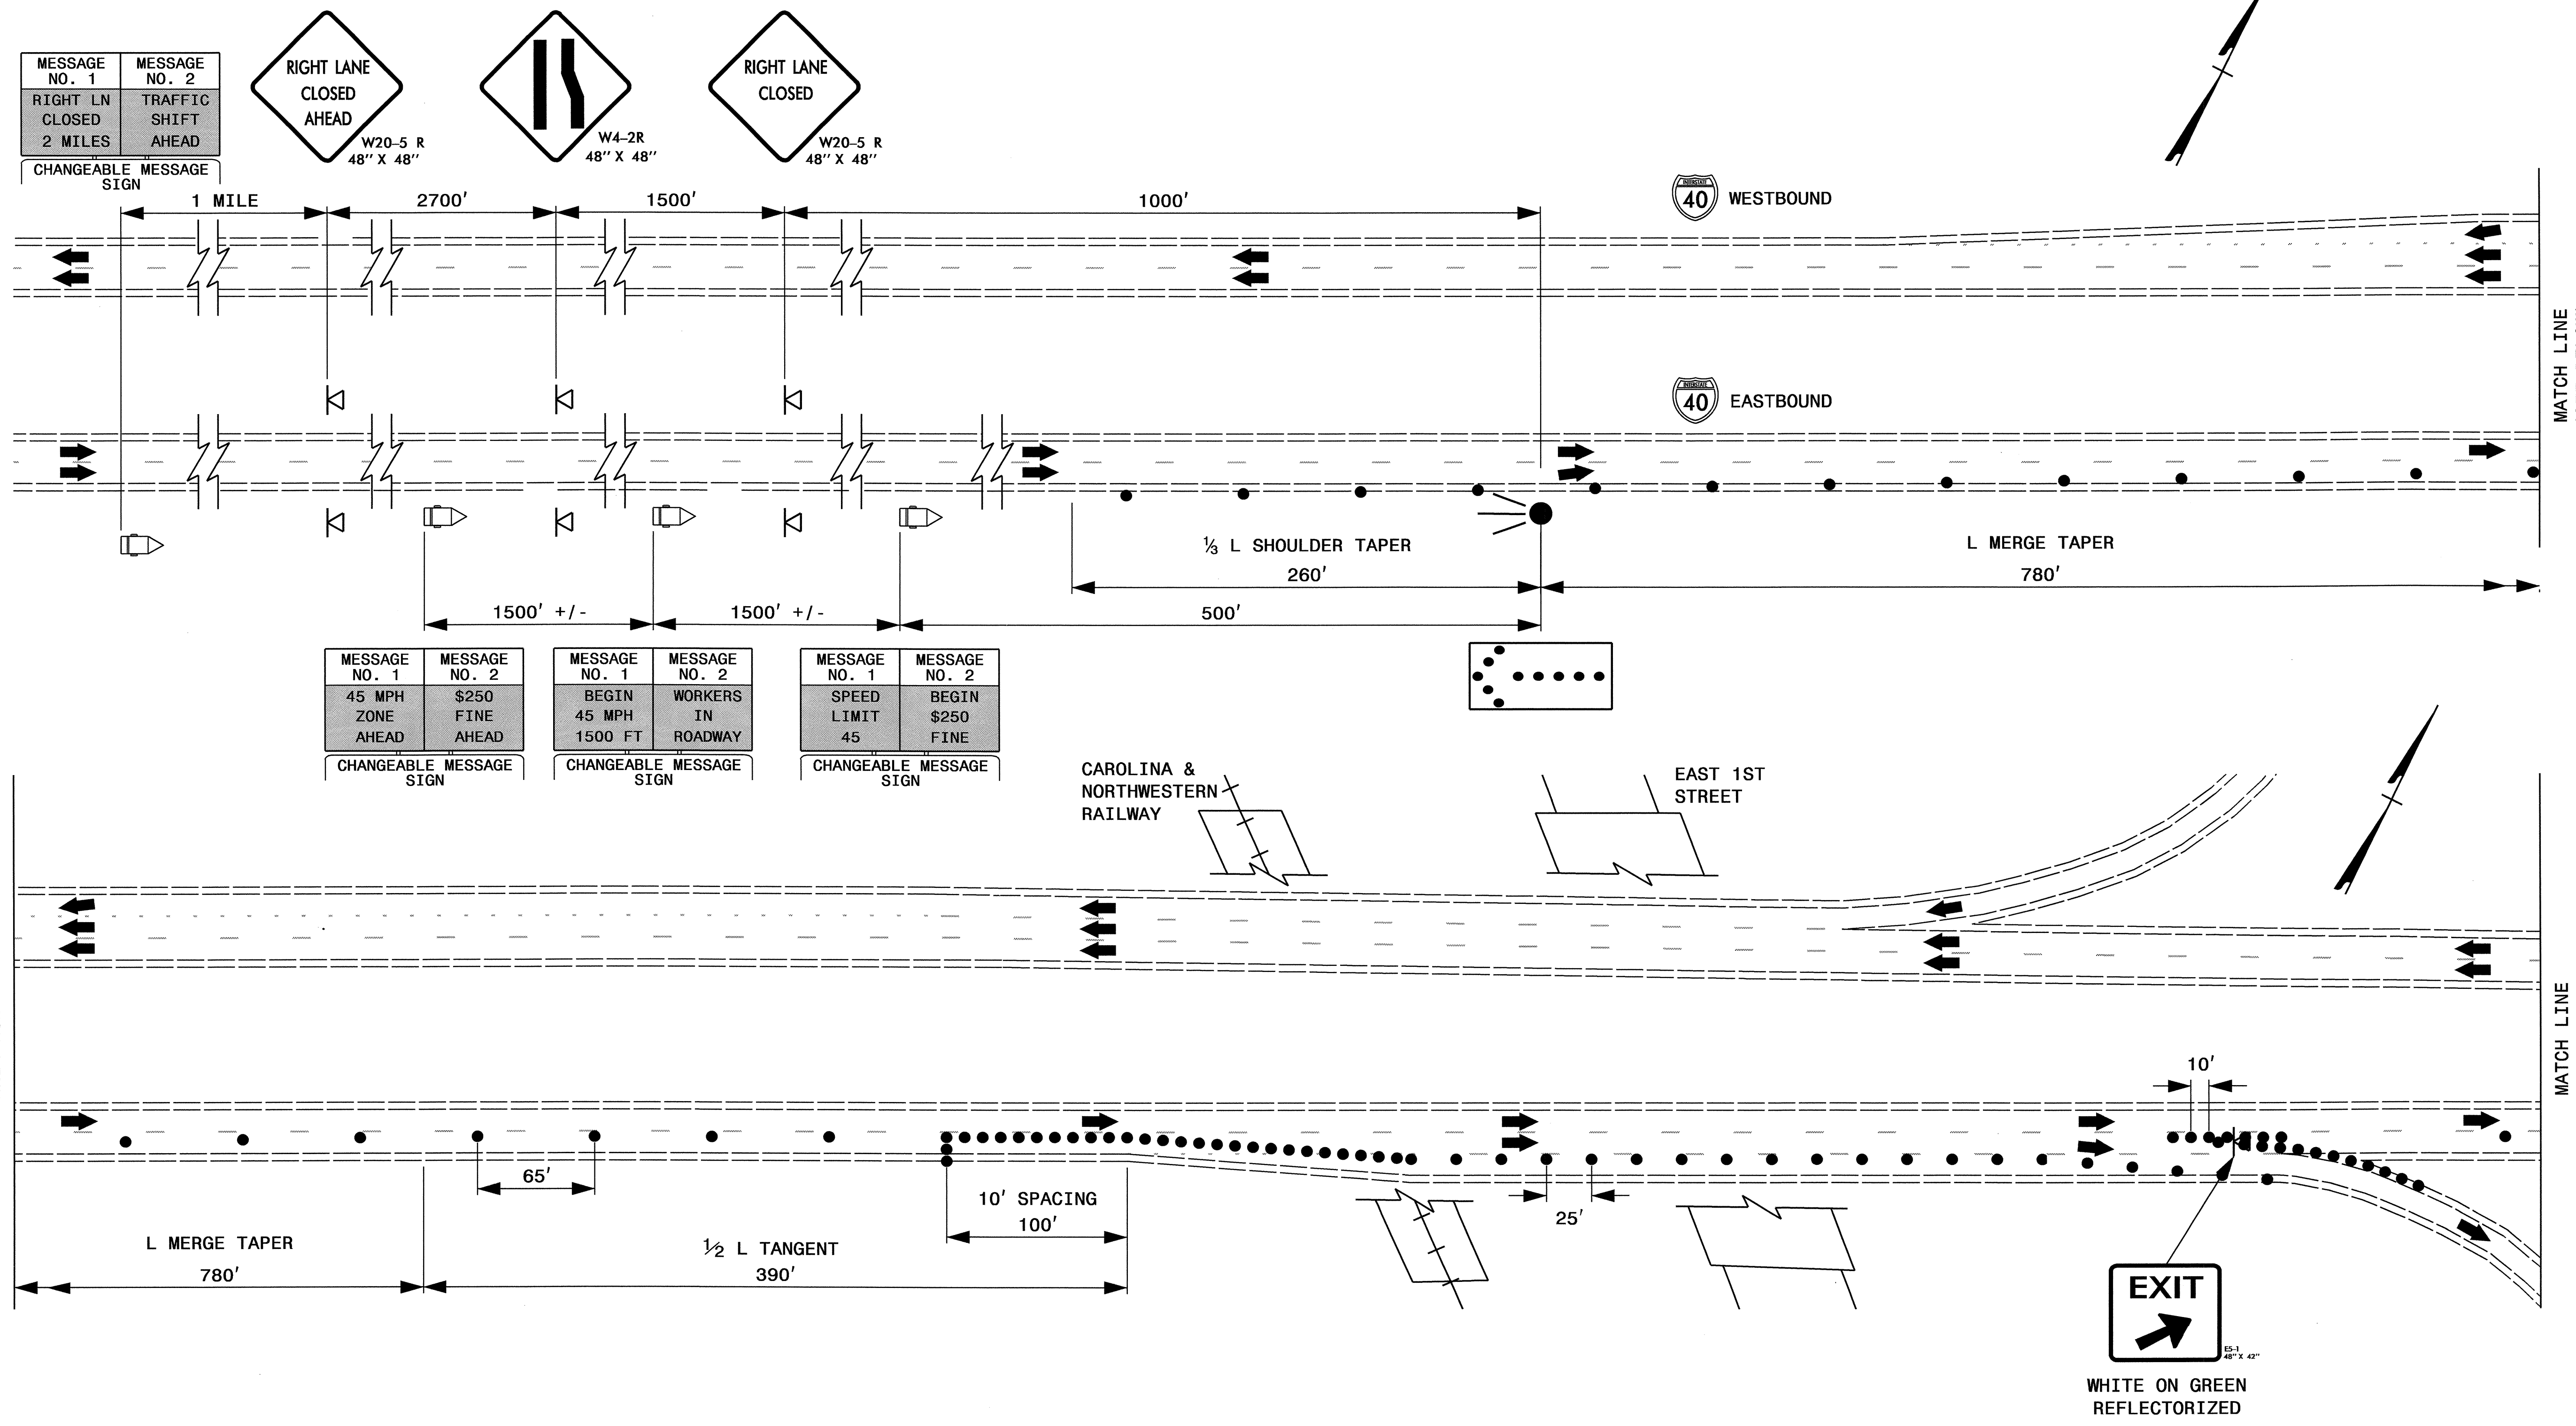 MESSAGE NO. 1
MESSAGE NO. 2
RIGHT LN
CLOSED
2 MILES
TRAFFIC
SHIFT
AHEAD
CHANGEABLE MESSAGE
SIGN
RIGHT LANE
CLOSED
AHEAD
W20-5 R
48" X 48"
W4-2R
48" X 48"
RIGHT LANE
CLOSED
W20-5 R
48" X 48"
1 MILE
2700'
1500'
1000'
INTERSTATE
40
WESTBOUND
INTERSTATE
40
EASTBOUND
MATCH LINE
1/3 L SHOULDER TAPER
260'
L MERGE TAPER
780'
1500' +/-
1500' +/-
500'
MESSAGE NO. 1
MESSAGE NO. 2
45 MPH
ZONE
AHEAD
$250
FINE
AHEAD
CHANGEABLE MESSAGE
SIGN
MESSAGE NO. 1
MESSAGE NO. 2
BEGIN
45 MPH
1500 FT
WORKERS
IN
ROADWAY
CHANGEABLE MESSAGE
SIGN
MESSAGE NO. 1
MESSAGE NO. 2
SPEED
LIMIT
45
BEGIN
$250
FINE
CHANGEABLE MESSAGE
SIGN
CAROLINA &
NORTHWESTERN
RAILWAY
EAST 1ST
STREET
MATCH LINE
10'
65'
10' SPACING
100'
25'
L MERGE TAPER
780'
1/2 L TANGENT
390'
EXIT
E5-1
48" X 42"
WHITE ON GREEN
REFLECTORIZED